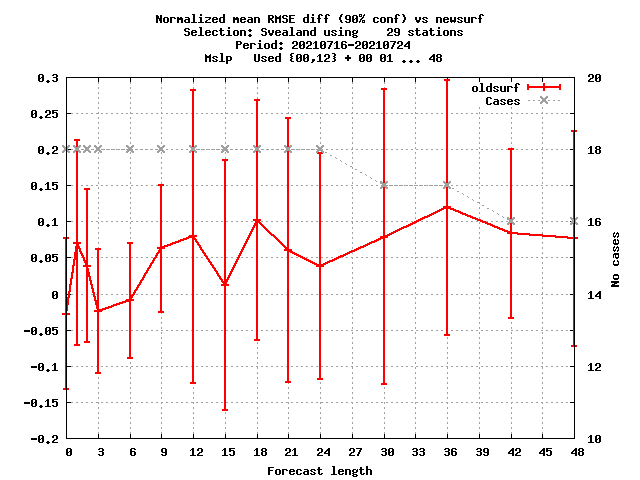 Normalized mean RMSE diff (90% conf) vs newsurf
Selection: Svealand using    29 stations
Period: 20210716-20210724
Mslp   Used {00,12} + 00 01 ... 48
oldsurf
Cases
0.3
0.25
0.2
0.15
0.1
0.05
0
-0.05
-0.1
-0.15
-0.2
20
18
16
14
12
10
No cases
0 3 6 9 12 15 18 21 24 27 30 33 36 39 42 45 48
Forecast length